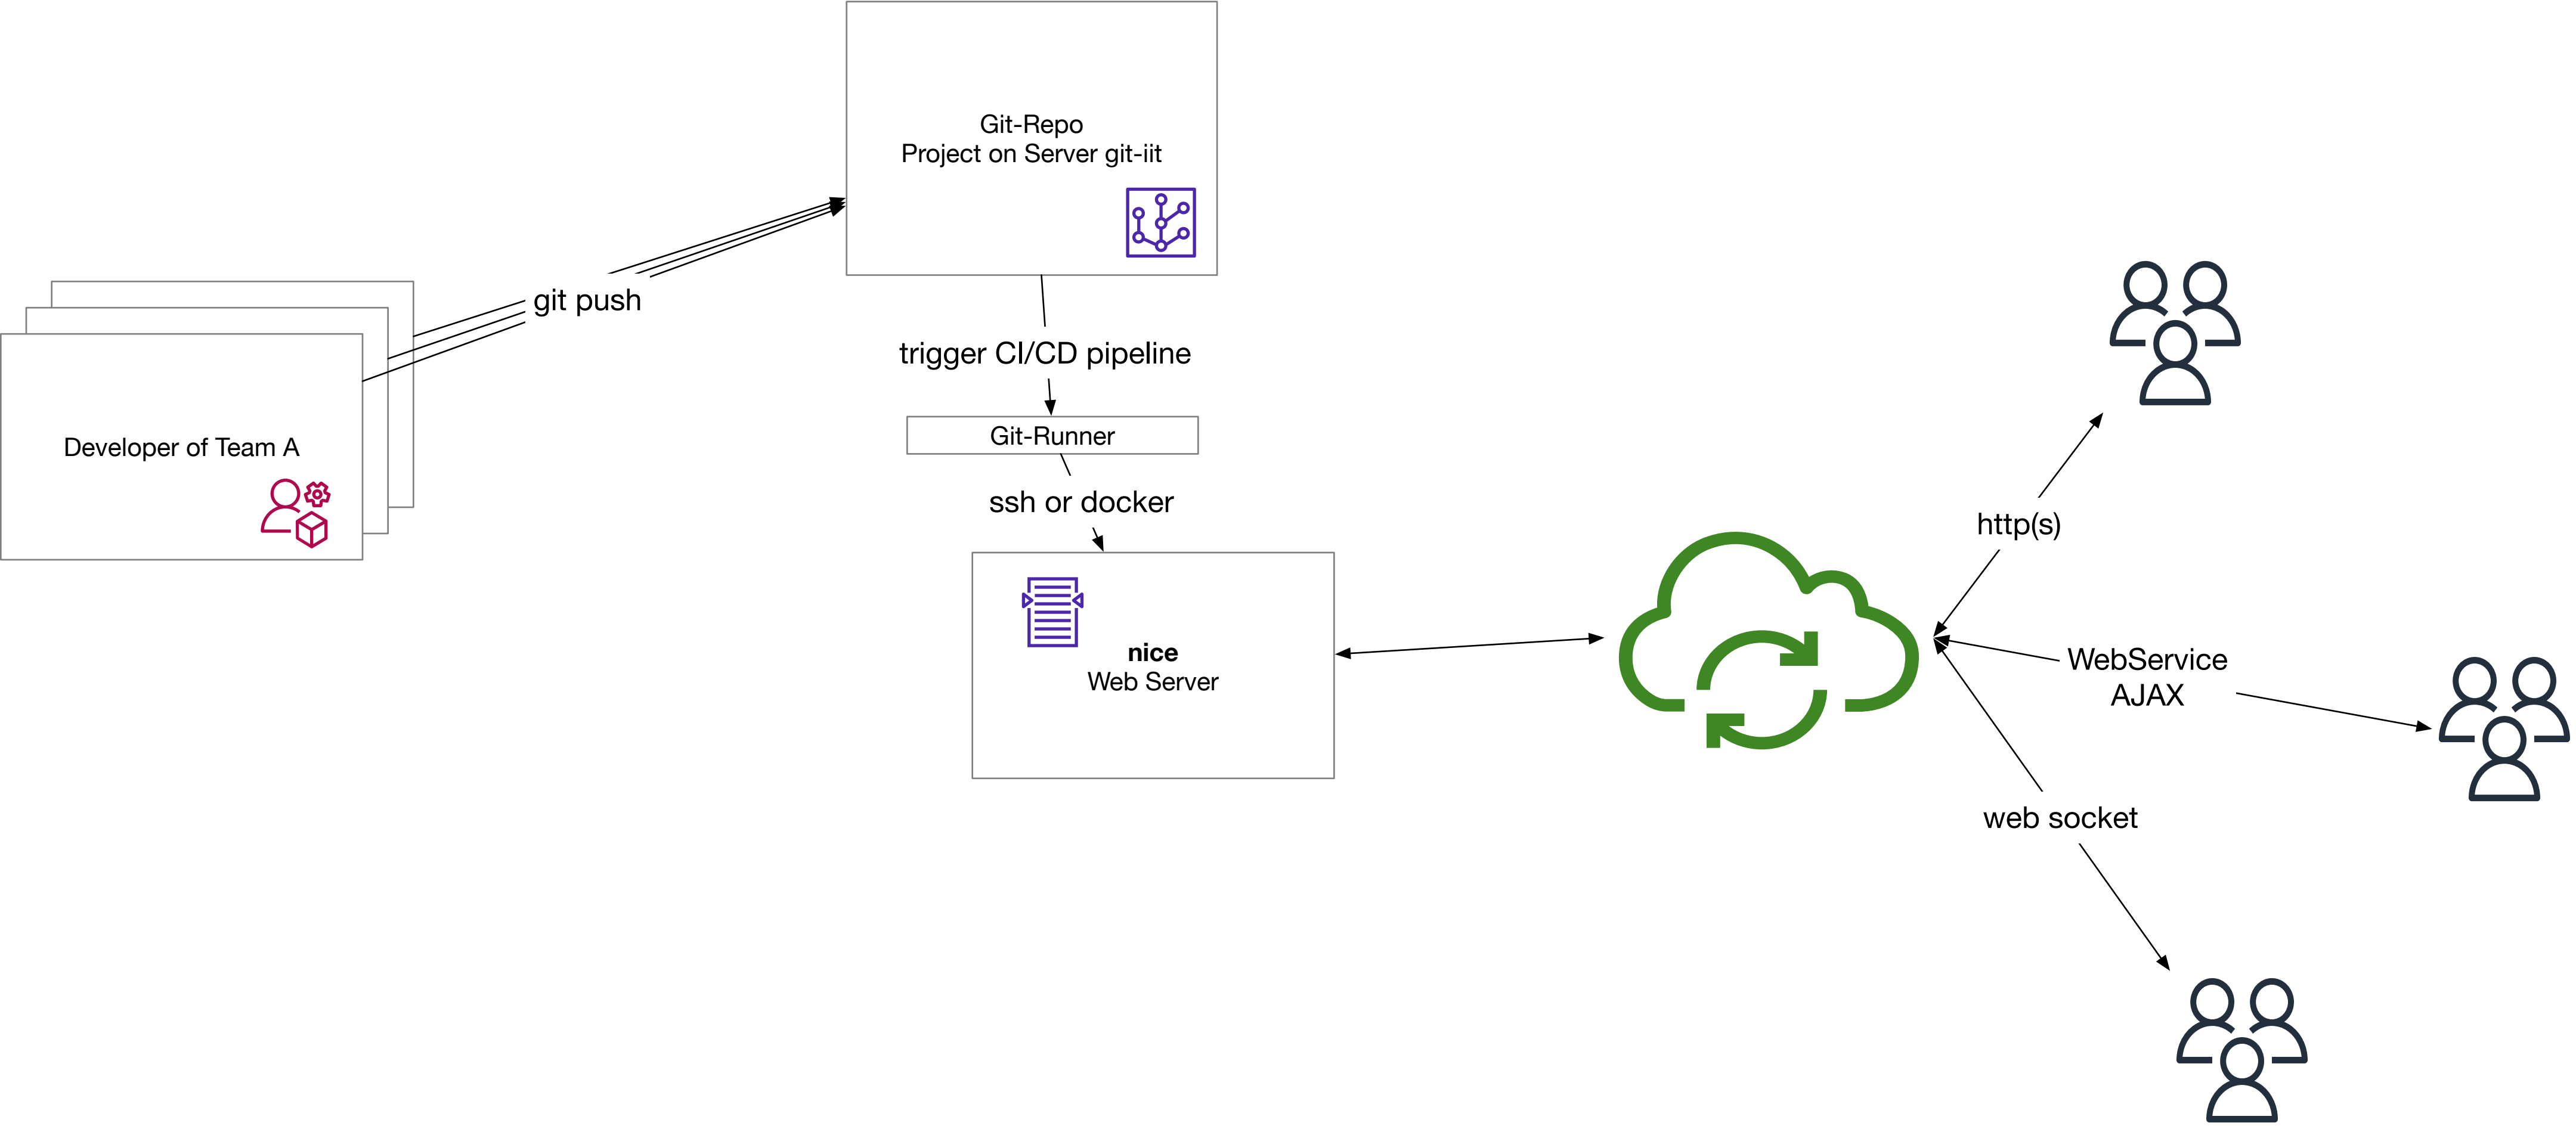 Git-Repo
Project on Server git-iit
git push
trigger CI/CD pipeline
Developer of Team A
Git-Runner
ssh or docker
nice
Web Server
http(s)
WebService
AJAX
web socket